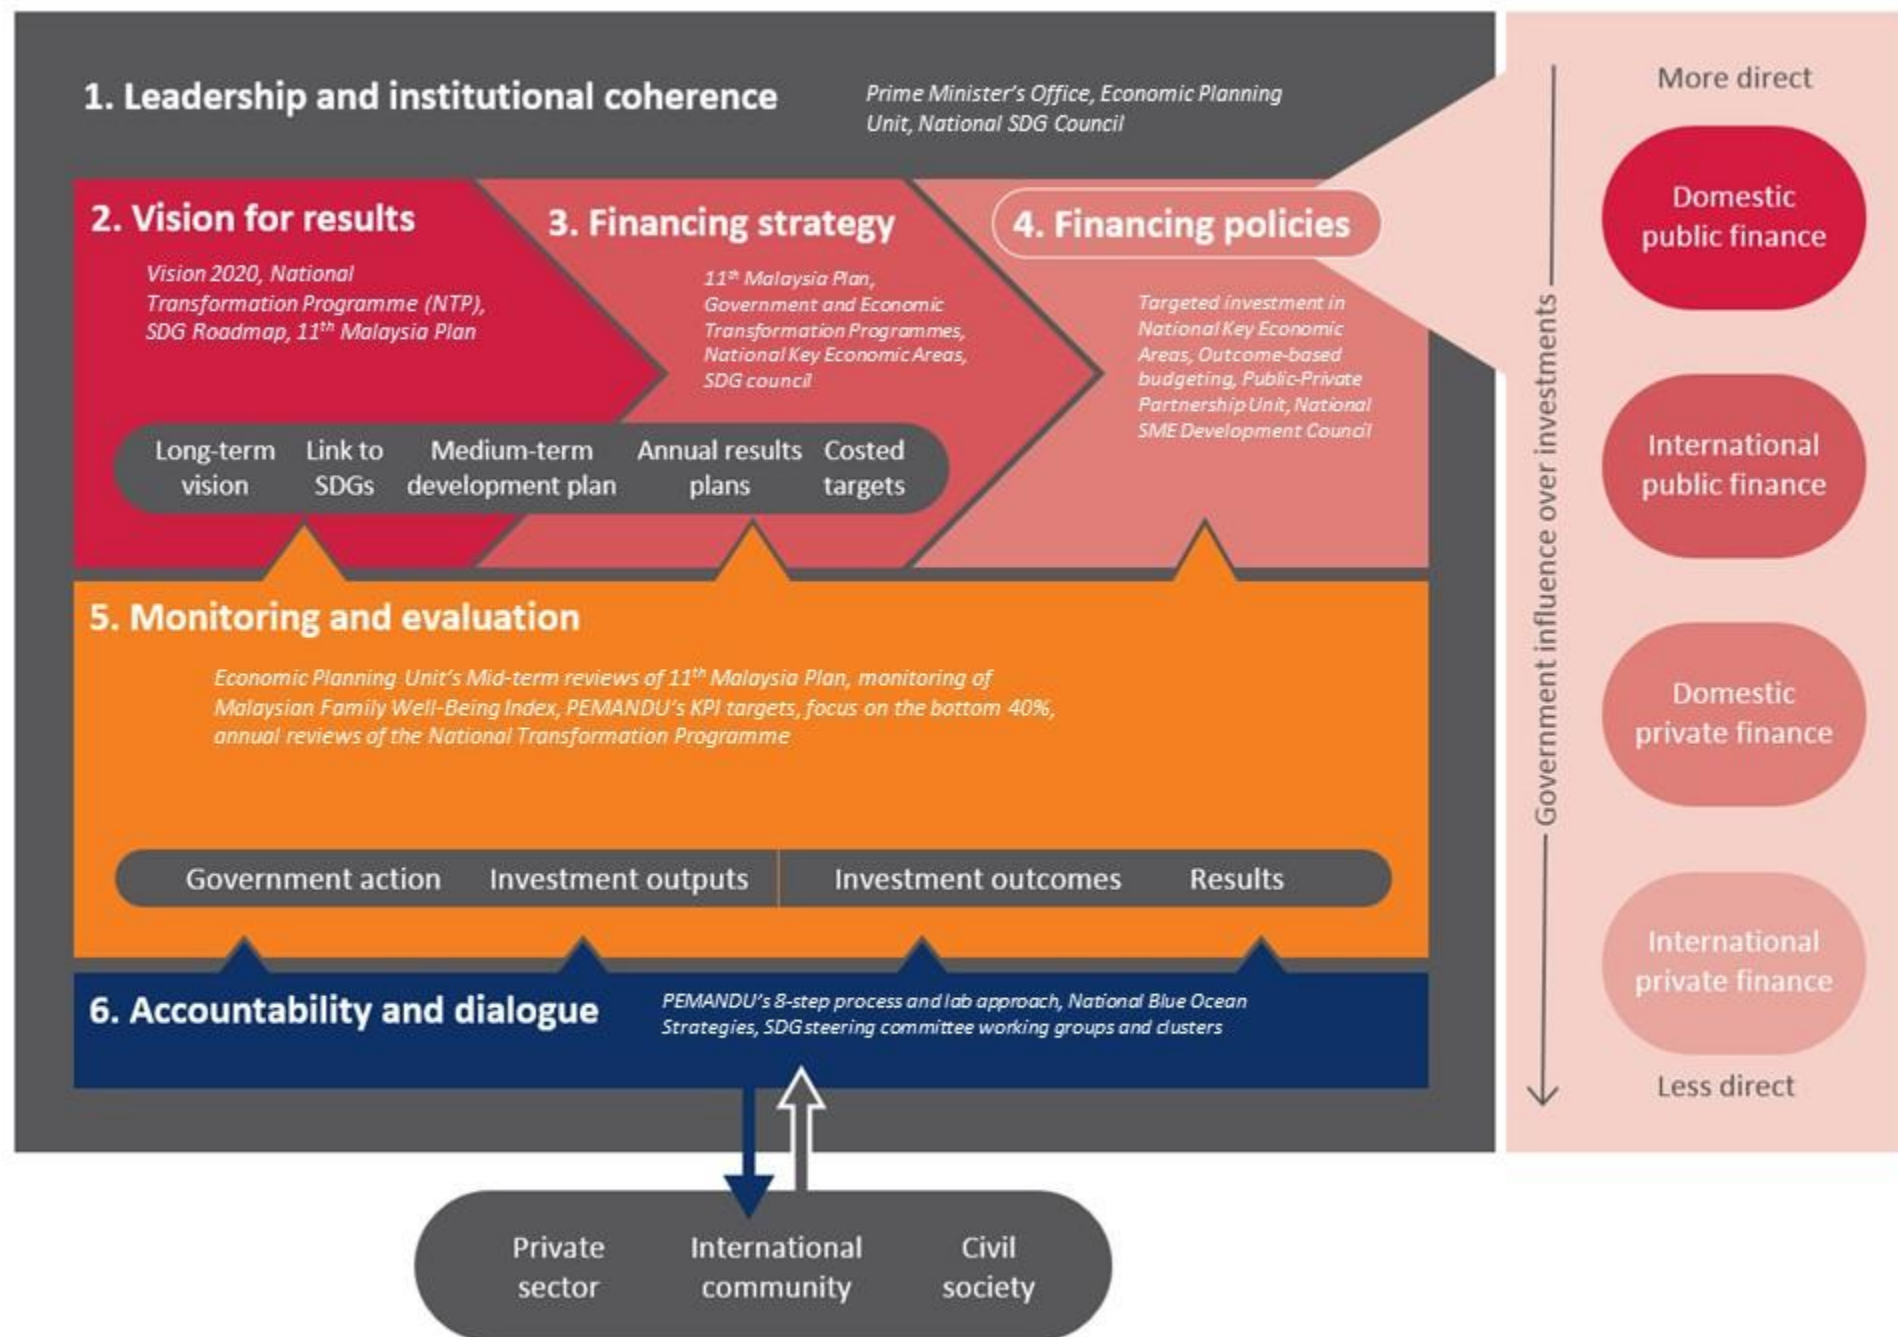 1. Leadership and institutional coherence
Prime Minister's Office, Economic Planning
Unit, National SDG Council
2. Vision for results
Vision 2020, National
Transformation Programme (NTP),
SDG Roadmap, 11th Malaysia Plan
3. Financing strategy
11th Malaysia Plan,
Government and Economic
Transformation Programmes,
National Key Economic Areas,
SDG council
4. Financing policies
Targeted investment in
National Key Economic
Areas, Outcome-based
budgeting, Public-Private
Partnership Unit, National
SME Development Council
Long-term
vision
Link to
SDGs
Medium-term
development plan
Annual results
plans
Costed
targets
5. Monitoring and evaluation
Economic Planning Unit's Mid-term reviews of 11th Malaysia Plan, monitoring of
Malaysian Family Well-Being Index, PEMANDU's KPI targets, focus on the bottom 40%,
annual reviews of the National Transformation Programme
Government action
Investment outputs
Investment outcomes
Results
6. Accountability and dialogue
PEMANDU's 8-step process and lab approach, National Blue Ocean
Strategies, SDG steering committee working groups and clusters
Private
sector
International
community
Civil
society
Government influence over investments
More direct
Domestic
public finance
International
public finance
Domestic
private finance
International
private finance
Less direct